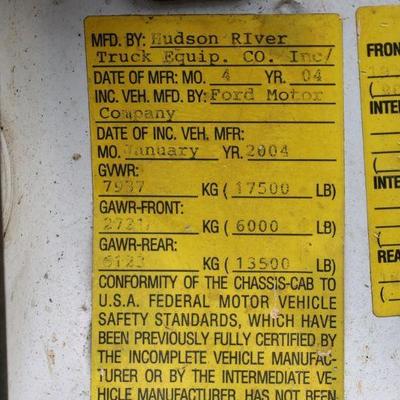 MFD. BY: Hudson RIver
Truck Equip. CO. Inc/
DATE OF MFR: MO. 4 YR. 04
INC. VEH. MFD. BY: Ford Motor
Company
DATE OF INC. VEH. MFR:
MO. January YR. 2004
GVWR:
7937 KG ( 17500 LB)
GAWR-FRONT:
2721 KG ( 6000 LB)
GAWR-REAR:
6123 KG ( 13500 LB)
CONFORMITY OF THE CHASSIS-CAB TO
U.S.A. FEDERAL MOTOR VEHICLE
SAFETY STANDARDS, WHICH HAVE
BEEN PREVIOUSLY FULLY CERTIFIED BY
THE INCOMPLETE VEHICLE MANUFAC-
TURER OR BY THE INTERMEDIATE VE-
HICLE MANUFACTURER HAS NOT BEEN
FRON
INTE
INTE
REA